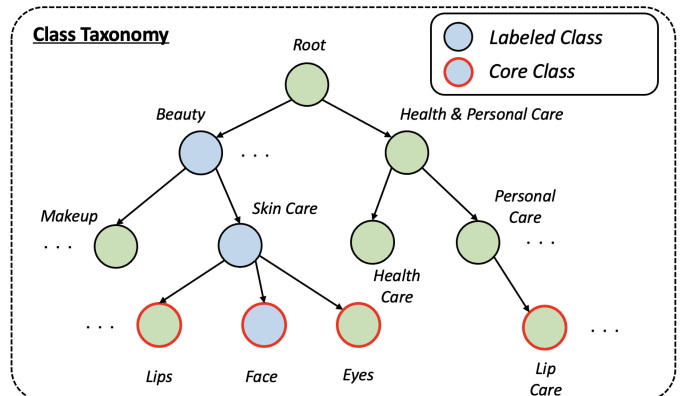 Class Taxonomy
Root
Labeled Class
Core Class
Beauty
Health & Personal Care
. . .
Makeup
Skin Care
Personal
Care
. . .
. . .
Health
Care
. . .
. . .
Lips
Face
Eyes
Lip
Care